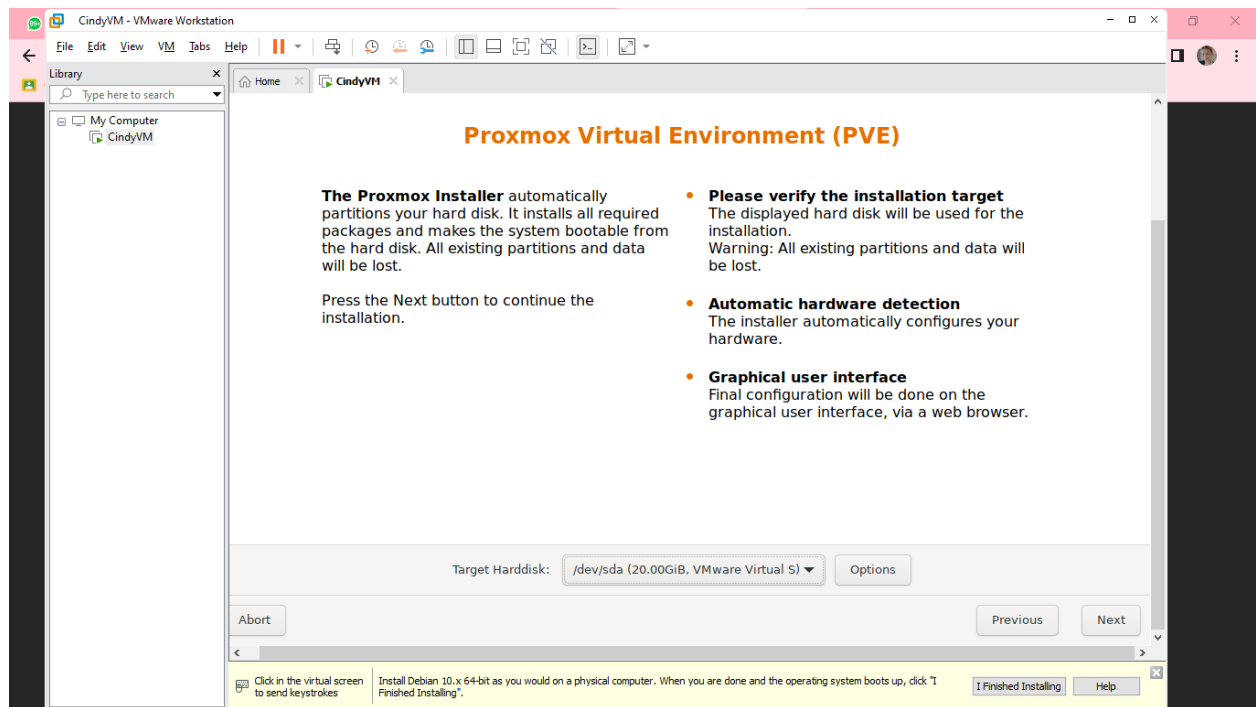 99+
CindyVM - VMware Workstation
File Edit View VM Tabs Help
Library
Type here to search
My Computer
CindyVM
Home
CindyVM
Proxmox Virtual Environment (PVE)
The Proxmox Installer automatically
partitions your hard disk. It installs all required
packages and makes the system bootable from
the hard disk. All existing partitions and data
will be lost.
Press the Next button to continue the
installation.
Please verify the installation target
The displayed hard disk will be used for the
installation.
Warning: All existing partitions and data will
be lost.
Automatic hardware detection
The installer automatically configures your
hardware.
Graphical user interface
Final configuration will be done on the
graphical user interface, via a web browser.
Target Harddisk: /dev/sda (20.00GiB, VMware Virtual S) Options
Abort Previous Next
Click in the virtual screen
to send keystrokes
Install Debian 10.x 64-bit as you would on a physical computer. When you are done and the operating system boots up, click "I
Finished Installing".
I Finished Installing Help